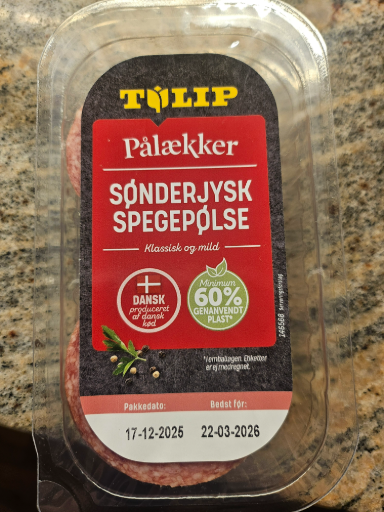 TULIP
Pålækker
SØNDERJYSK
SPEGEPØLSE
Klassisk og mild
DANSK
produceret
af dansk
kød
Minimum
60%
GENANVENDT
PLAST*
*I emballagen. Etiketter
er ej medregnet.
Pakkedato:
Bedst før:
17-12-2025
22-03-2026